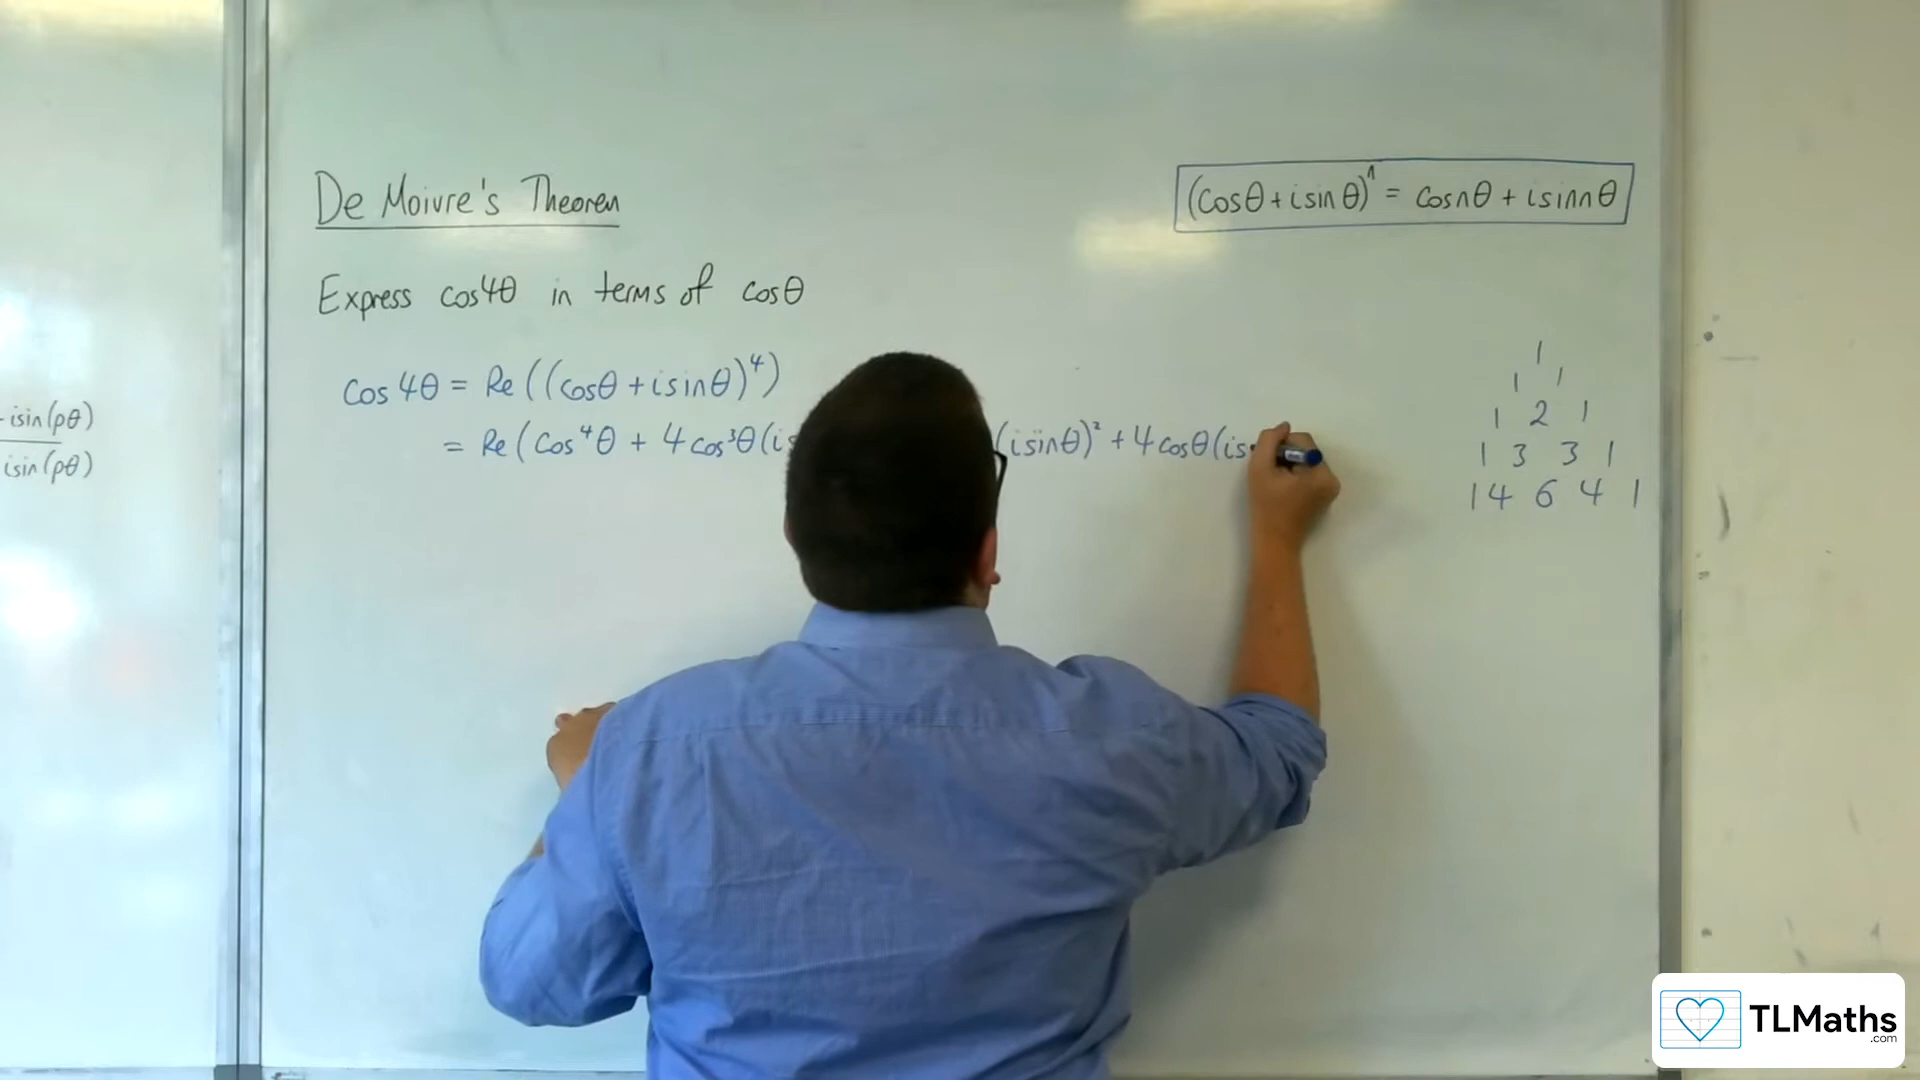 De Moivre's Theorem
(cosθ + isinθ)ⁿ = cosnθ + isinnθ
Express cos4θ in terms of cosθ
cos4θ = Re((cosθ + isinθ)⁴)
= Re(cos⁴θ + 4cos³θ(is (isinθ)² + 4cosθ(is
isin(pθ)
isin(pθ)
1
1 1
1 2 1
1 3 3 1
1 4 6 4 1
TLMaths
.com